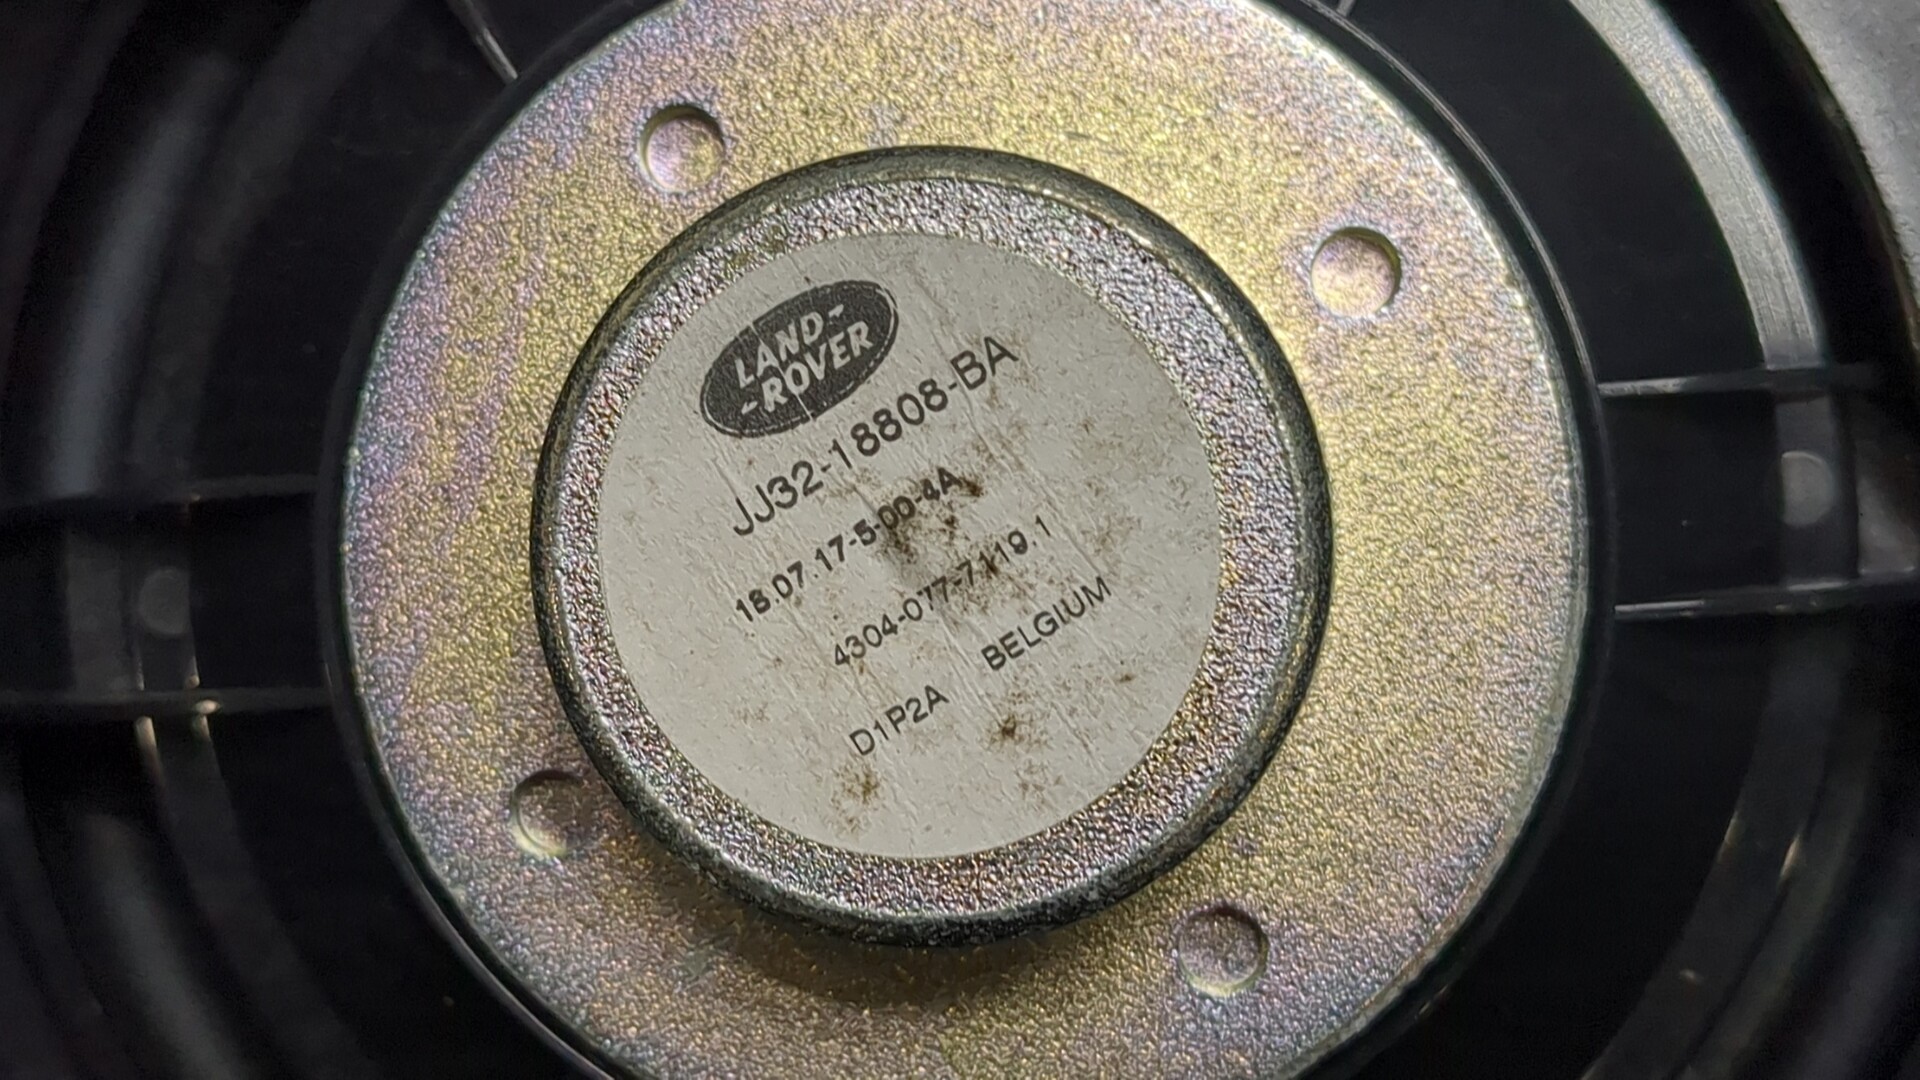 LAND-
-ROVER
JJ32-18808-BA
18.07.17-5-00-4A
4304-077-7119.1
D1P2A BELGIUM